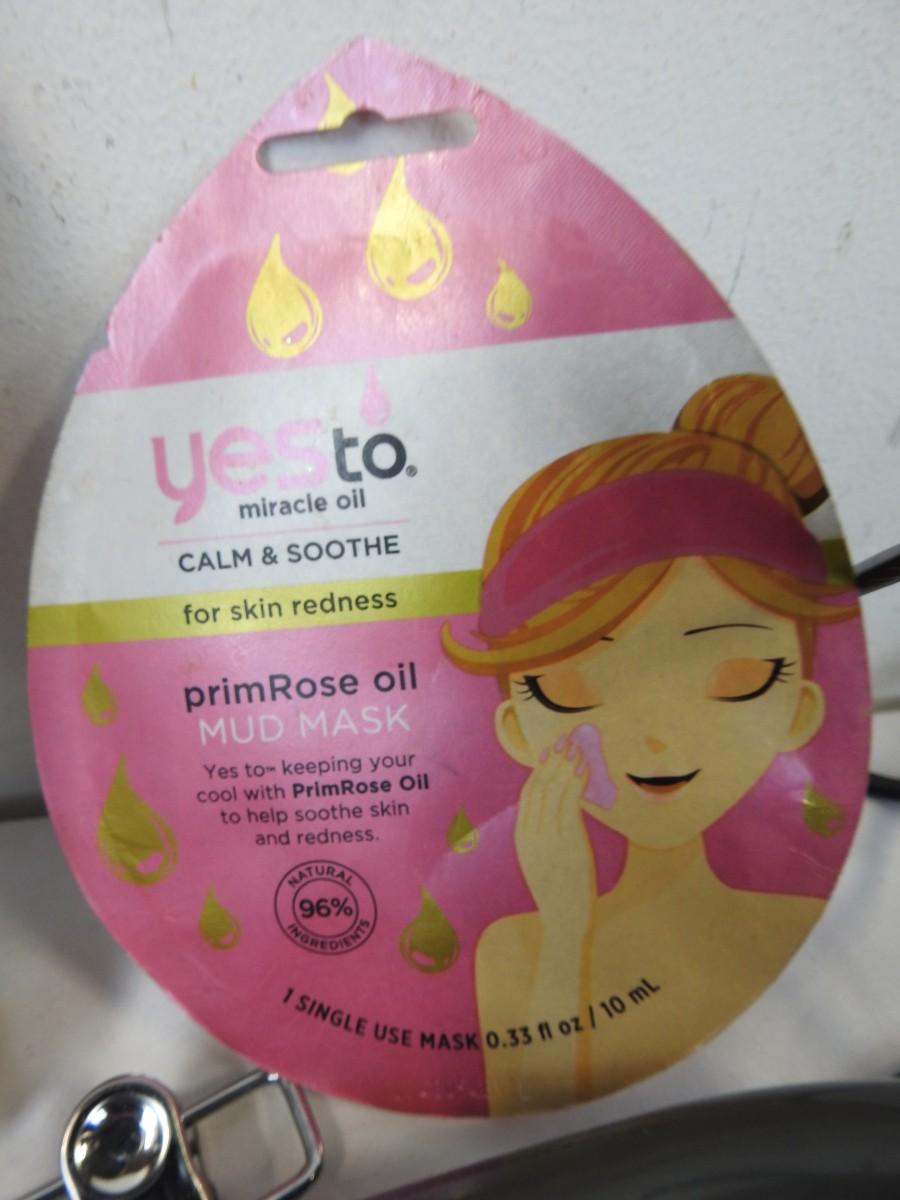 yes to®
miracle oil
CALM & SOOTHE
for skin redness
primRose oil
MUD MASK
Yes to™ keeping your
cool with PrimRose Oil
to help soothe skin
and redness.
NATURAL
96%
INGREDIENTS
1 SINGLE USE MASK 0.33 fl oz / 10 mL